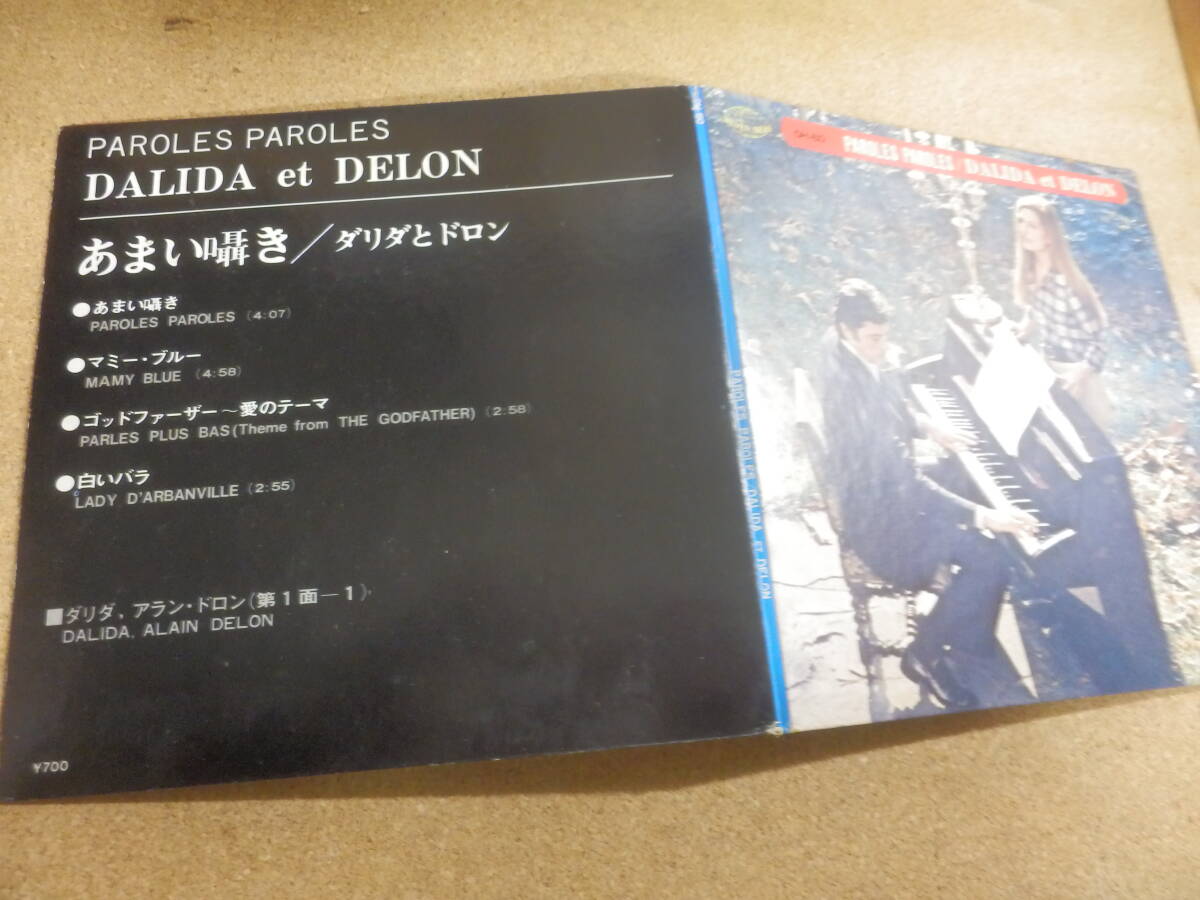 PAROLES PAROLES
DALIDA et DELON
あまい囁き／ダリダとドロン
●あまい囁き
PAROLES PAROLES (4:07)
●マミー・ブルー
MAMY BLUE (4:58)
●ゴッドファーザー〜愛のテーマ
PARLES PLUS BAS (Theme from THE GODFATHER) (2:58)
●白いバラ
LADY D'ARBANVILLE (2:55)
■ダリダ、アラン・ドロン(第1面—1)
DALIDA, ALAIN DELON
¥700
PAROLES PAROLES DALIDA ET DELON
PAROLES PAROLES / DALIDA et DELON